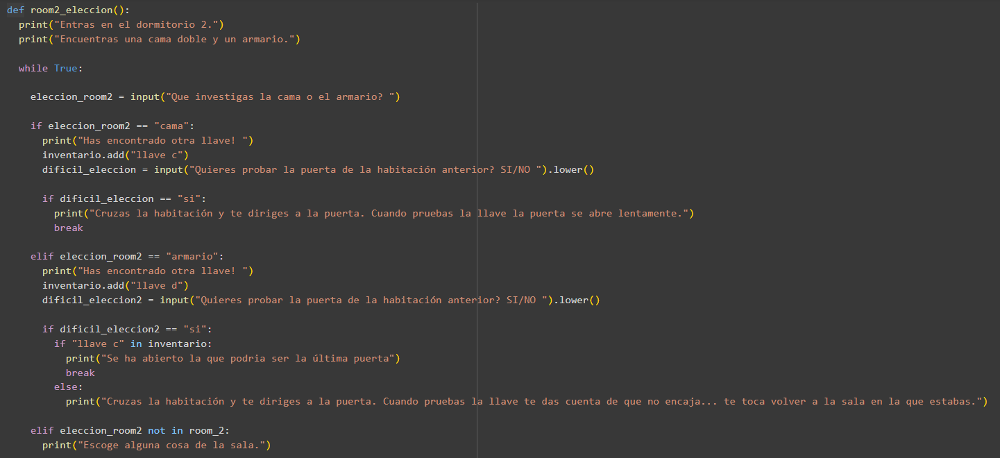 def room2_eleccion():
  print("Entras en el dormitorio 2.")
  print("Encuentras una cama doble y un armario.")

  while True:

    eleccion_room2 = input("Que investigas la cama o el armario? ")

    if eleccion_room2 == "cama":
      print("Has encontrado otra llave! ")
      inventario.add("llave c")
      dificil_eleccion = input("Quieres probar la puerta de la habitación anterior? SI/NO ").lower()

      if dificil_eleccion == "si":
        print("Cruzas la habitación y te diriges a la puerta. Cuando pruebas la llave la puerta se abre lentamente.")
        break

    elif eleccion_room2 == "armario":
      print("Has encontrado otra llave! ")
      inventario.add("llave d")
      dificil_eleccion2 = input("Quieres probar la puerta de la habitación anterior? SI/NO ").lower()

      if dificil_eleccion2 == "si":
        if "llave c" in inventario:
          print("Se ha abierto la que podria ser la última puerta")
          break
        else:
          print("Cruzas la habitación y te diriges a la puerta. Cuando pruebas la llave te das cuenta de que no encaja... te toca volver a la sala en la que estabas.")

    elif eleccion_room2 not in room_2:
      print("Escoge alguna cosa de la sala.")